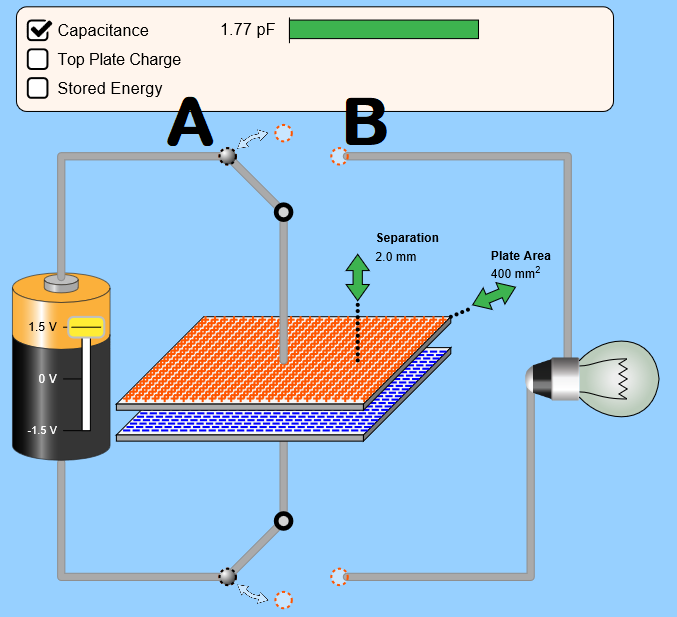 Capacitance 1.77 pF
Top Plate Charge
Stored Energy
A B
Separation
2.0 mm
Plate Area
400 mm²
1.5 V
0 V
-1.5 V